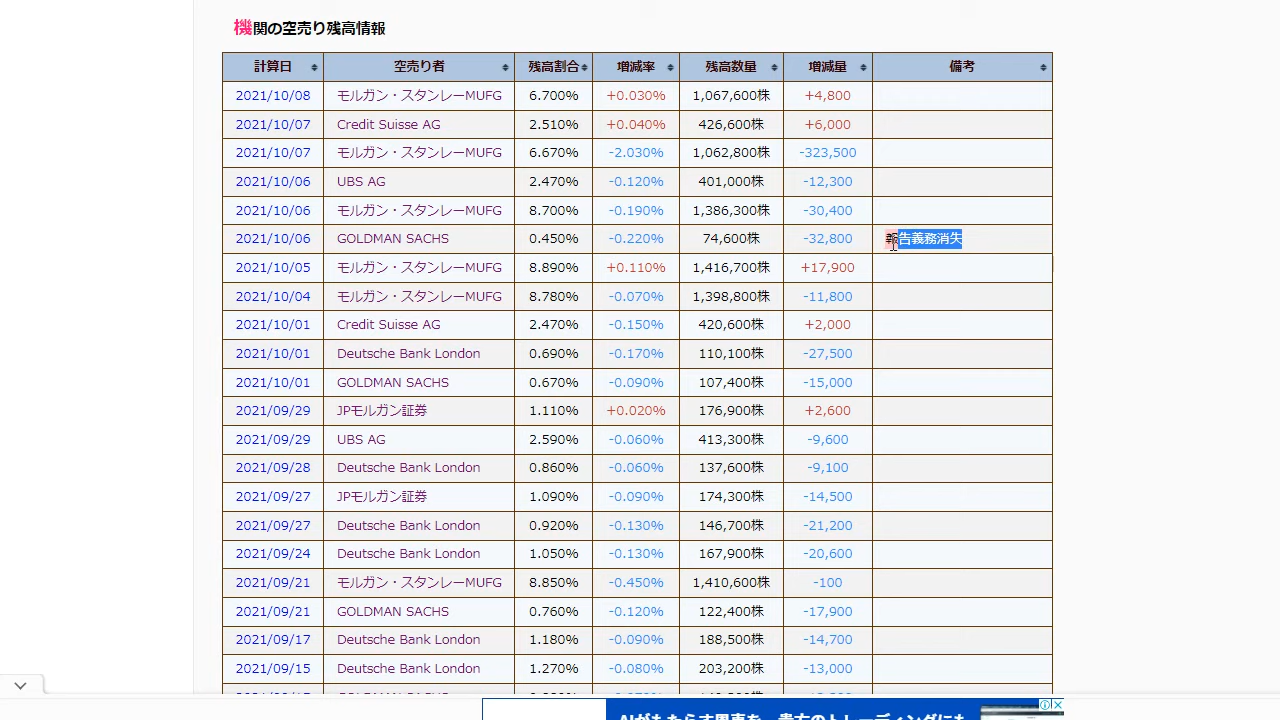 機関の空売り残高情報
計算日 空売り者 残高割合 増減率 残高数量 増減量 備考
2021/10/08 モルガン・スタンレーMUFG 6.700% +0.030% 1,067,600株 +4,800
2021/10/07 Credit Suisse AG 2.510% +0.040% 426,600株 +6,000
2021/10/07 モルガン・スタンレーMUFG 6.670% -2.030% 1,062,800株 -323,500
2021/10/06 UBS AG 2.470% -0.120% 401,000株 -12,300
2021/10/06 モルガン・スタンレーMUFG 8.700% -0.190% 1,386,300株 -30,400
2021/10/06 GOLDMAN SACHS 0.450% -0.220% 74,600株 -32,800 報告義務消失
2021/10/05 モルガン・スタンレーMUFG 8.890% +0.110% 1,416,700株 +17,900
2021/10/04 モルガン・スタンレーMUFG 8.780% -0.070% 1,398,800株 -11,800
2021/10/01 Credit Suisse AG 2.470% -0.150% 420,600株 +2,000
2021/10/01 Deutsche Bank London 0.690% -0.170% 110,100株 -27,500
2021/10/01 GOLDMAN SACHS 0.670% -0.090% 107,400株 -15,000
2021/09/29 JPモルガン証券 1.110% +0.020% 176,900株 +2,600
2021/09/29 UBS AG 2.590% -0.060% 413,300株 -9,600
2021/09/28 Deutsche Bank London 0.860% -0.060% 137,600株 -9,100
2021/09/27 JPモルガン証券 1.090% -0.090% 174,300株 -14,500
2021/09/27 Deutsche Bank London 0.920% -0.130% 146,700株 -21,200
2021/09/24 Deutsche Bank London 1.050% -0.130% 167,900株 -20,600
2021/09/21 モルガン・スタンレーMUFG 8.850% -0.450% 1,410,600株 -100
2021/09/21 GOLDMAN SACHS 0.760% -0.120% 122,400株 -17,900
2021/09/17 Deutsche Bank London 1.180% -0.090% 188,500株 -14,700
2021/09/15 Deutsche Bank London 1.270% -0.080% 203,200株 -13,000